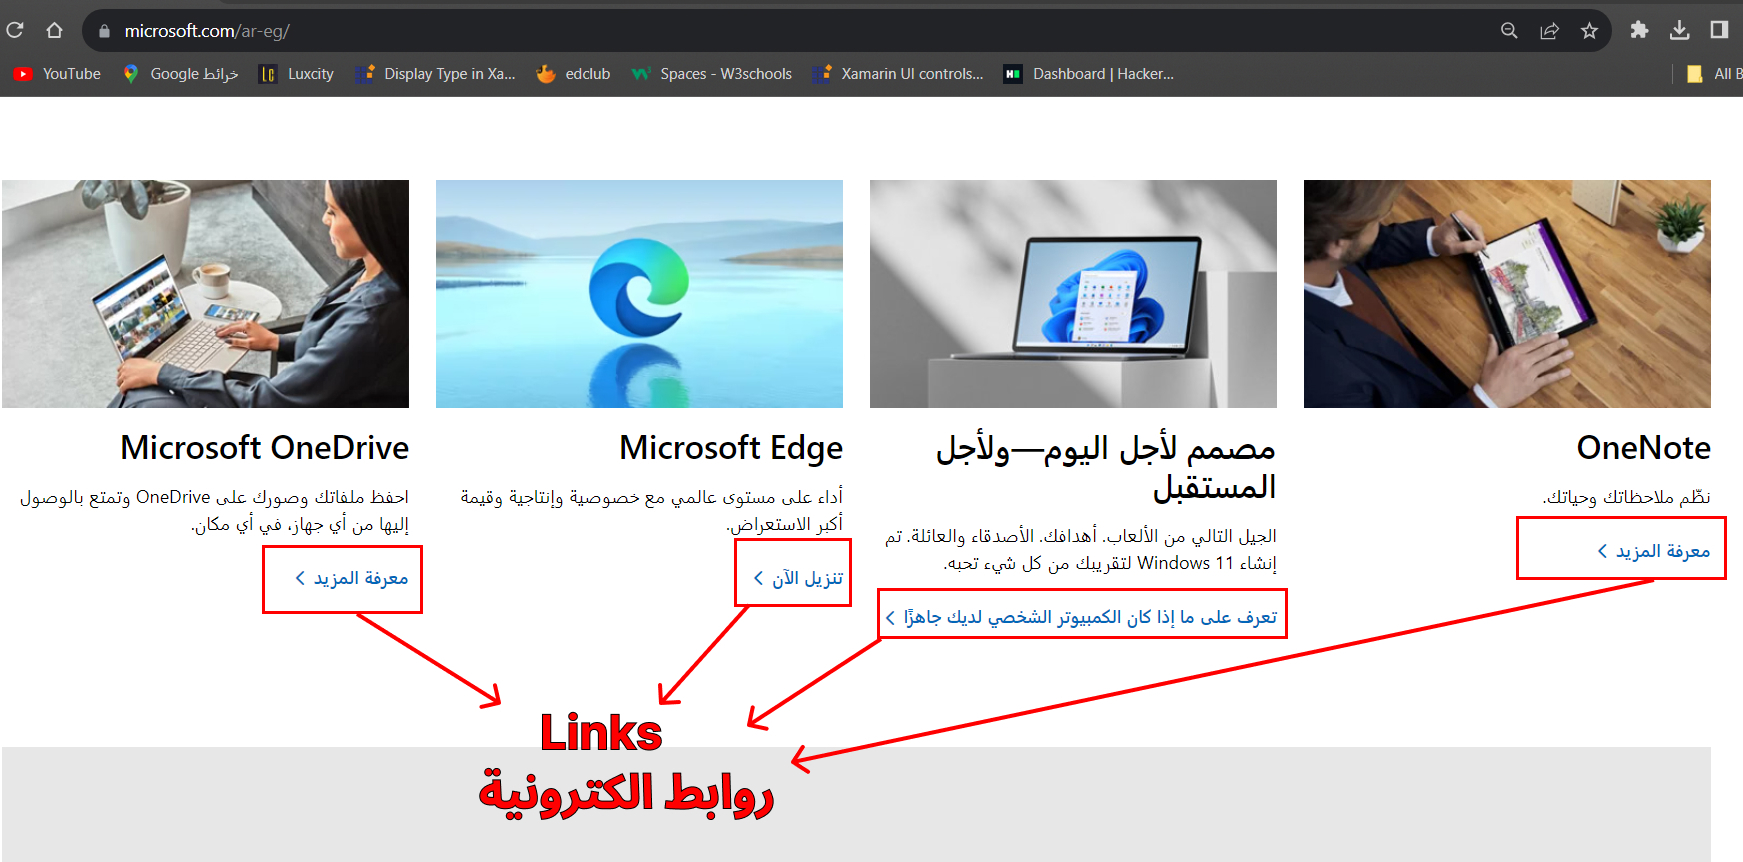 microsoft.com/ar-eg/
YouTube
خرائط Google
Luxcity
Display Type in Xa...
edclub
Spaces - W3schools
Xamarin UI controls...
Dashboard | Hacker...
All B
Microsoft OneDrive
احفظ ملفاتك وصورك على OneDrive وتمتع بالوصول
إليها من أي جهاز، في أي مكان.
معرفة المزيد
Microsoft Edge
أداء على مستوى عالمي مع خصوصية وإنتاجية وقيمة
أكبر الاستعراض.
تنزيل الآن
مصمم لأجل اليوم—ولأجل
المستقبل
الجيل التالي من الألعاب. أهدافك. الأصدقاء والعائلة. تم
إنشاء Windows 11 لتقريبك من كل شيء تحبه.
تعرف على ما إذا كان الكمبيوتر الشخصي لديك جاهزًا
OneNote
نظّم ملاحظاتك وحياتك.
معرفة المزيد
Links
روابط الكترونية